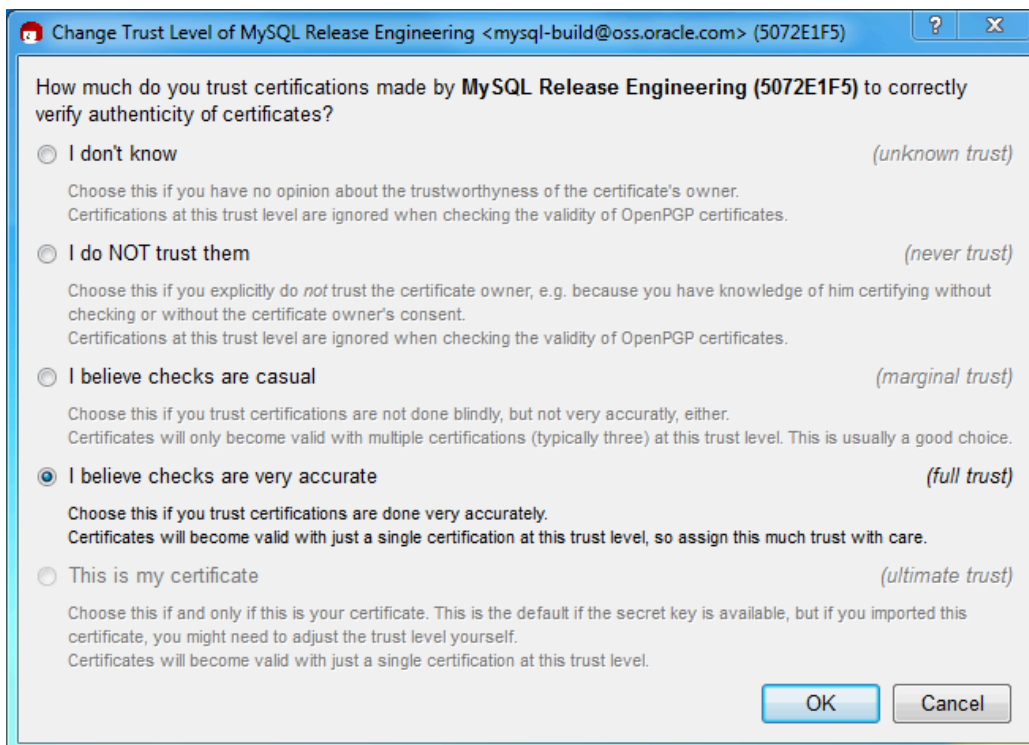 Change Trust Level of MySQL Release Engineering <mysql-build@oss.oracle.com> (5072E1F5)
How much do you trust certifications made by MySQL Release Engineering (5072E1F5) to correctly
verify authenticity of certificates?
I don't know (unknown trust)
Choose this if you have no opinion about the trustworthyness of the certificate's owner.
Certifications at this trust level are ignored when checking the validity of OpenPGP certificates.
I do NOT trust them (never trust)
Choose this if you explicitly do not trust the certificate owner, e.g. because you have knowledge of him certifying without
checking or without the certificate owner's consent.
Certifications at this trust level are ignored when checking the validity of OpenPGP certificates.
I believe checks are casual (marginal trust)
Choose this if you trust certifications are not done blindly, but not very accuratly, either.
Certificates will only become valid with multiple certifications (typically three) at this trust level. This is usually a good choice.
I believe checks are very accurate (full trust)
Choose this if you trust certifications are done very accurately.
Certificates will become valid with just a single certification at this trust level, so assign this much trust with care.
This is my certificate (ultimate trust)
Choose this if and only if this is your certificate. This is the default if the secret key is available, but if you imported this
certificate, you might need to adjust the trust level yourself.
Certificates will become valid with just a single certification at this trust level.
OK Cancel